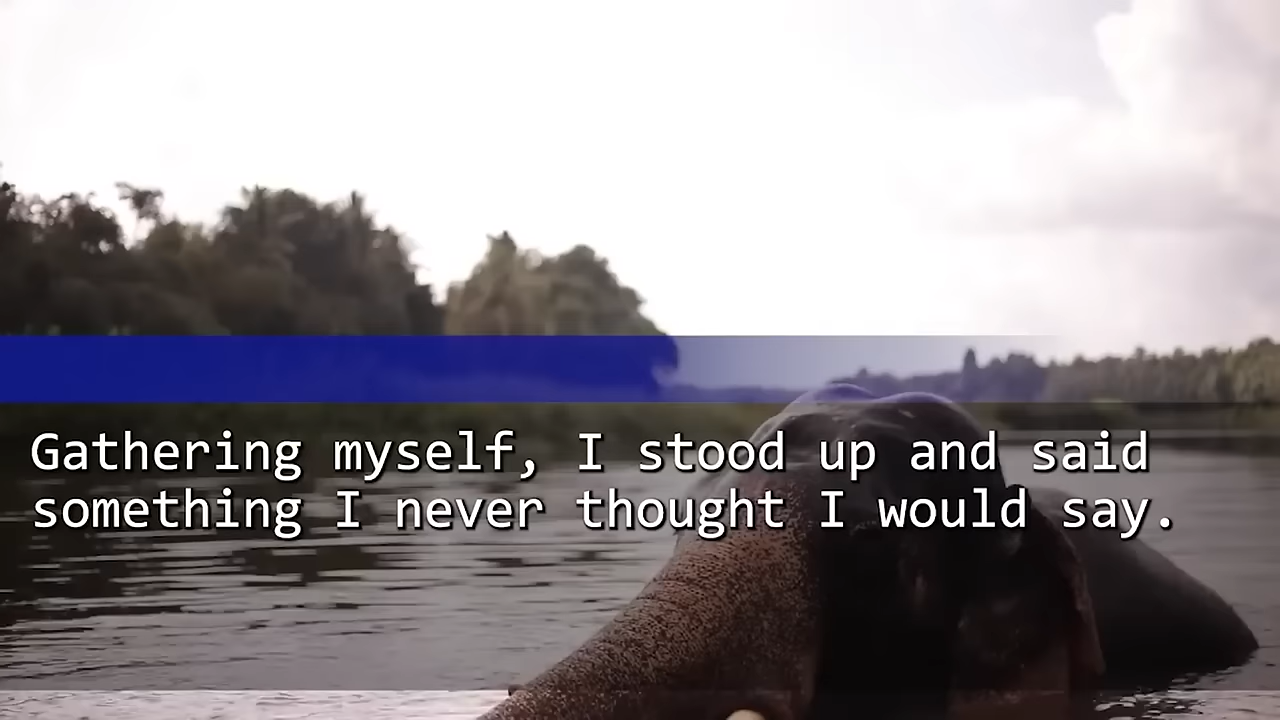 Gathering myself, I stood up and said
something I never thought I would say.